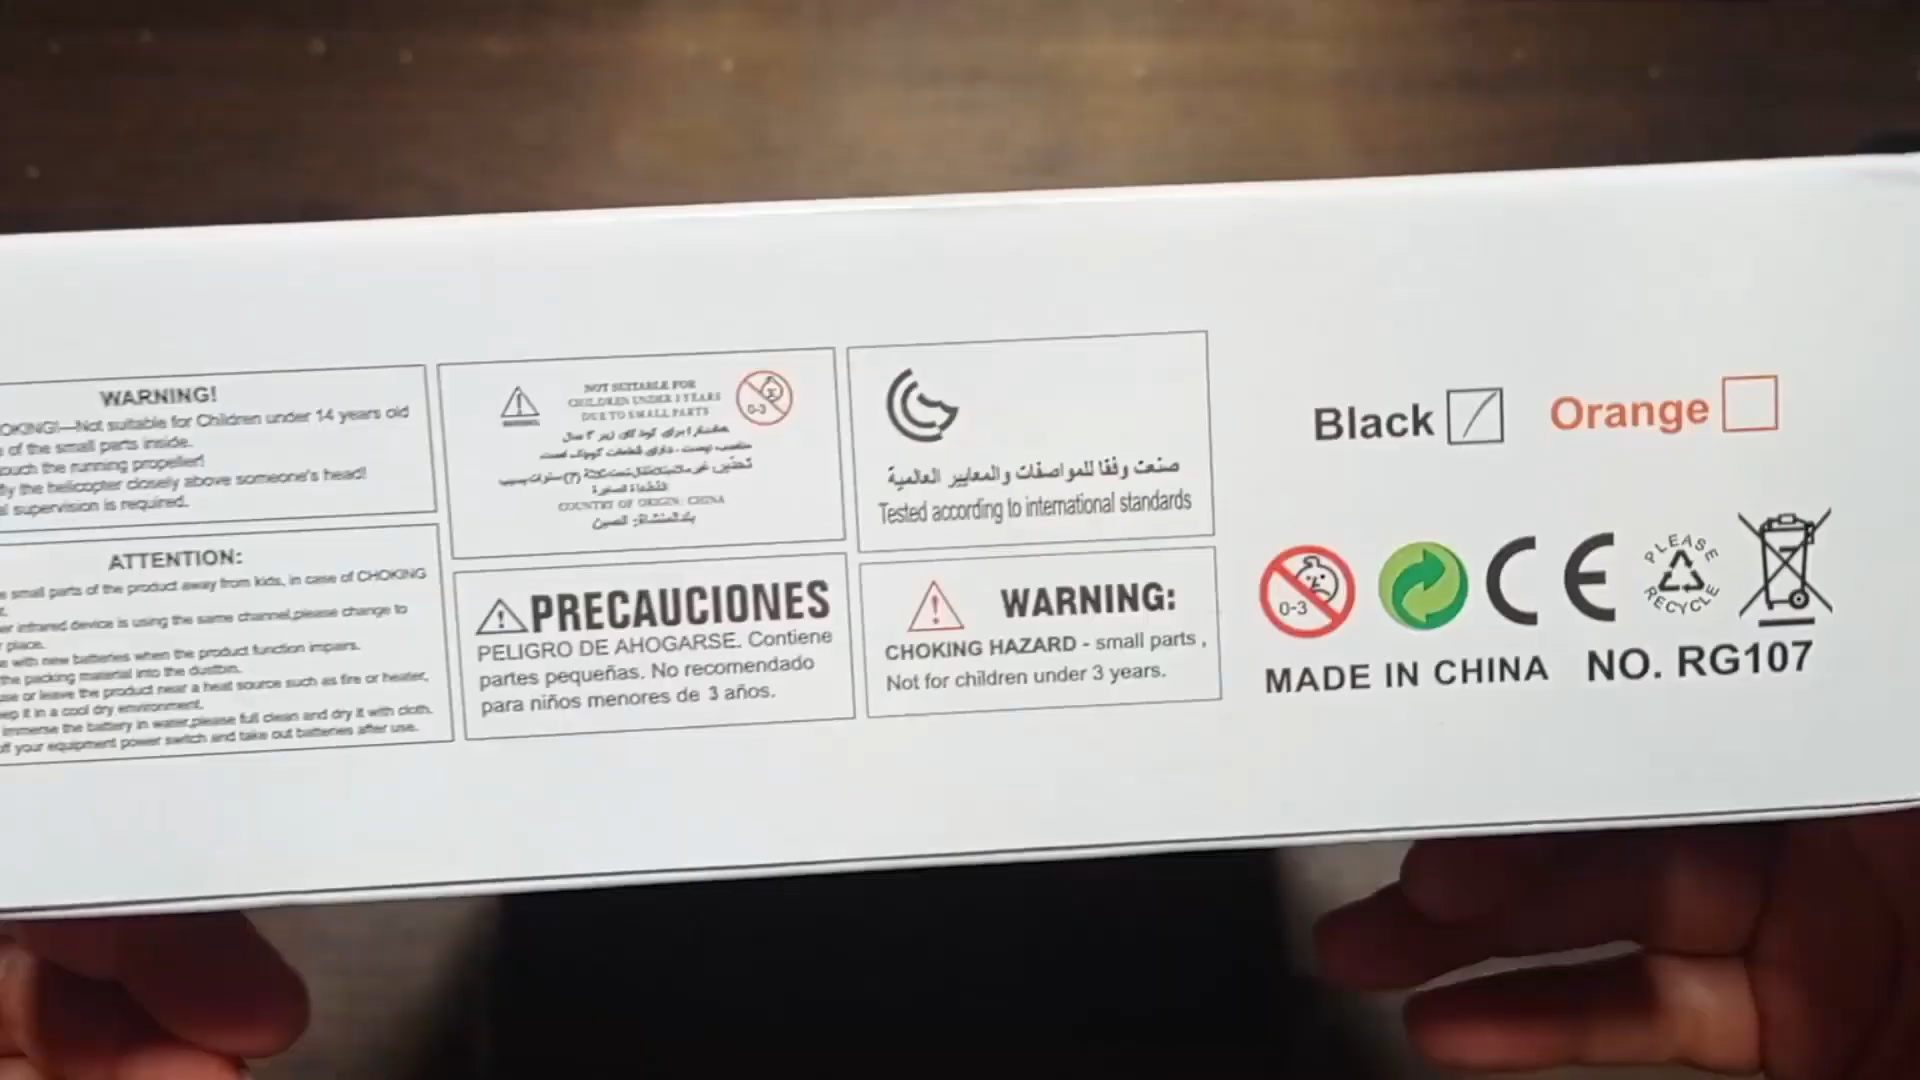 WARNING!
OKING!—Not suitable for Children under 14 years old
of the small parts inside.
ouch the running propeller!
fly the helicopter closely above someone's head!
supervision is required.
ATTENTION:
small parts of the product away from kids, in case of CHOKING
er infrared device is using the same channel,please change to
place.
with new batteries when the product function impairs.
the packing material into the dustbin.
or leave the product near a heat source such as fire or heater,
in a cool dry environment.
immerse the battery in water,please full clean and dry it with cloth.
your equipment power switch and take out batteries after use.
NOT SUITABLE FOR
CHILDREN UNDER 3 YEARS
DUE TO SMALL PARTS
0-3
COUNTRY OF ORIGIN: CHINA
بلد المنشاة: الصين
PRECAUCIONES
PELIGRO DE AHOGARSE. Contiene
partes pequeñas. No recomendado
para niños menores de 3 años.
صنعت وفقا للمواصفات والمعايير العالمية
Tested according to international standards
WARNING:
CHOKING HAZARD - small parts ,
Not for children under 3 years.
Black Orange
0-3 CE PLEASE RECYCLE
MADE IN CHINA NO. RG107